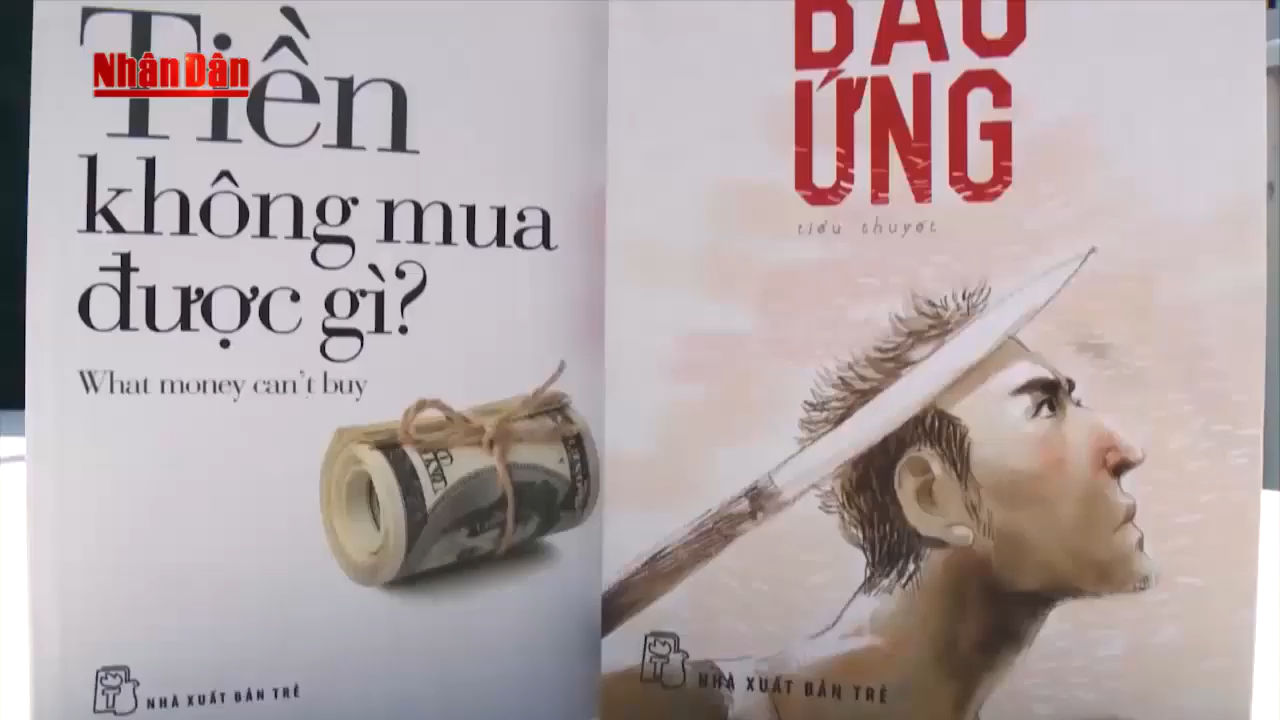 Nhân Dân
Tiền
không mua
được gì?
What money can't buy
NHÀ XUẤT BẢN TRẺ
BÁO
ỨNG
tiểu thuyết
NHÀ XUẤT BẢN TRẺ